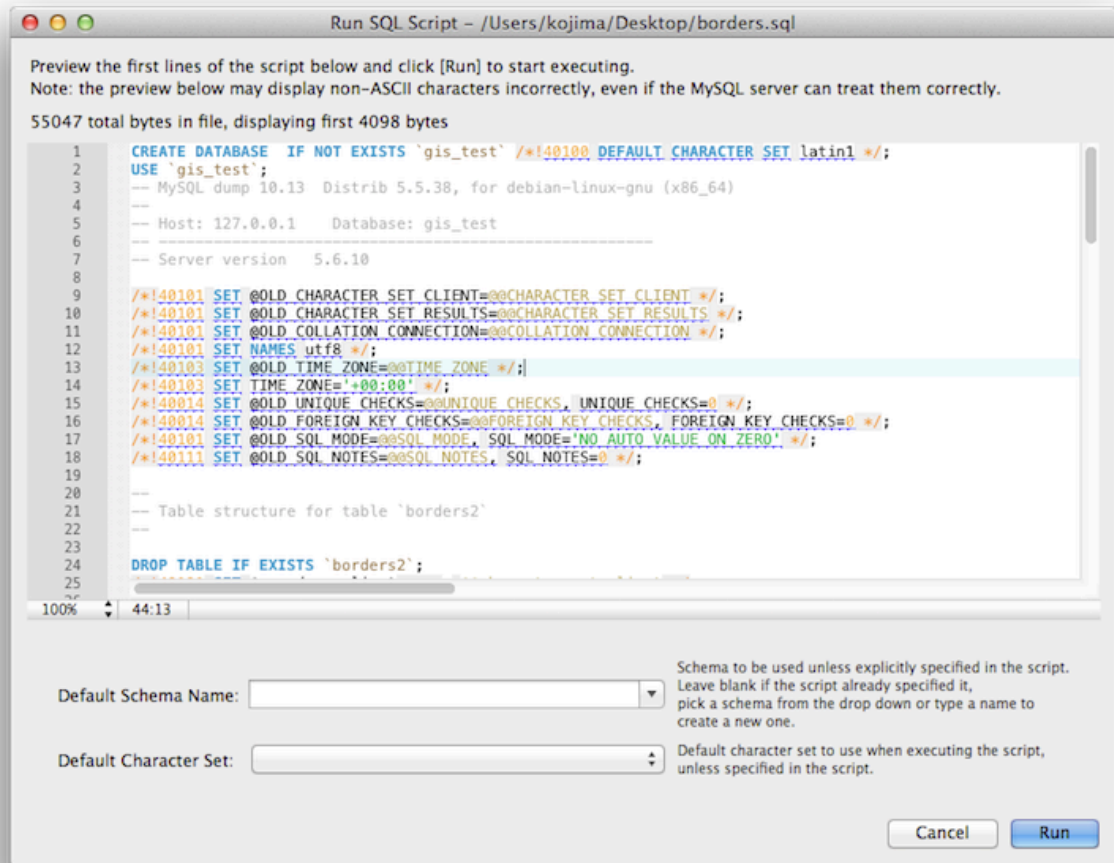 Run SQL Script – /Users/kojima/Desktop/borders.sql
Preview the first lines of the script below and click [Run] to start executing.
Note: the preview below may display non-ASCII characters incorrectly, even if the MySQL server can treat them correctly.
55047 total bytes in file, displaying first 4098 bytes
1 CREATE DATABASE  IF NOT EXISTS `gis_test` /*!40100 DEFAULT CHARACTER SET latin1 */;
2 USE `gis_test`;
3 -- MySQL dump 10.13  Distrib 5.5.38, for debian-linux-gnu (x86_64)
4 --
5 -- Host: 127.0.0.1    Database: gis_test
6 -- ------------------------------------------------------
7 -- Server version   5.6.10
8
9 /*!40101 SET @OLD_CHARACTER_SET_CLIENT=@@CHARACTER_SET_CLIENT */;
10 /*!40101 SET @OLD_CHARACTER_SET_RESULTS=@@CHARACTER_SET_RESULTS */;
11 /*!40101 SET @OLD_COLLATION_CONNECTION=@@COLLATION_CONNECTION */;
12 /*!40101 SET NAMES utf8 */;
13 /*!40103 SET @OLD_TIME_ZONE=@@TIME_ZONE */;
14 /*!40103 SET TIME_ZONE='+00:00' */;
15 /*!40014 SET @OLD_UNIQUE_CHECKS=@@UNIQUE_CHECKS, UNIQUE_CHECKS=0 */;
16 /*!40014 SET @OLD_FOREIGN_KEY_CHECKS=@@FOREIGN_KEY_CHECKS, FOREIGN_KEY_CHECKS=0 */;
17 /*!40101 SET @OLD_SQL_MODE=@@SQL_MODE, SQL_MODE='NO_AUTO_VALUE_ON_ZERO' */;
18 /*!40111 SET @OLD_SQL_NOTES=@@SQL_NOTES, SQL_NOTES=0 */;
19
20 --
21 -- Table structure for table `borders2`
22 --
23
24 DROP TABLE IF EXISTS `borders2`;
25
100% 44:13
Default Schema Name:
Schema to be used unless explicitly specified in the script.
Leave blank if the script already specified it,
pick a schema from the drop down or type a name to
create a new one.
Default Character Set:
Default character set to use when executing the script,
unless specified in the script.
Cancel Run